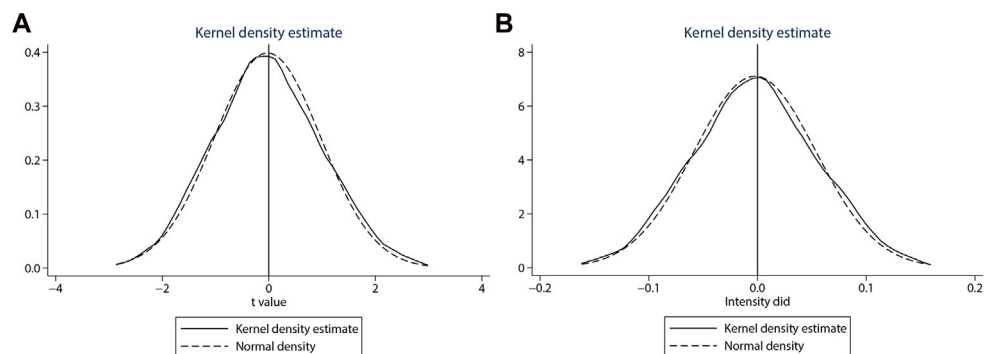 A
Kernel density estimate
0.4
0.3
0.2
0.1
0.0
−4
−2
0
2
4
t value
Kernel density estimate
Normal density
B
Kernel density estimate
8
6
4
2
0
−0.2
−0.1
0.0
0.1
0.2
Intensity did
Kernel density estimate
Normal density